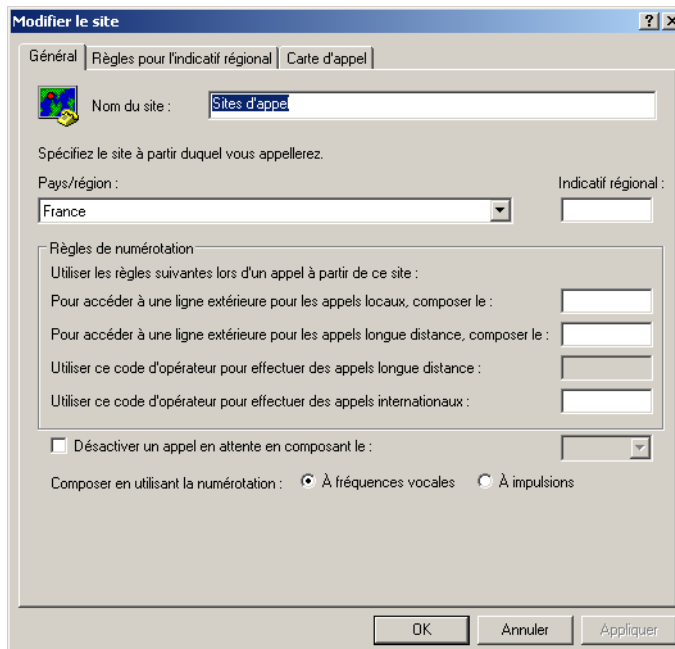 Modifier le site
Général Règles pour l'indicatif régional Carte d'appel
Nom du site : Sites d'appel
Spécifiez le site à partir duquel vous appellerez.
Pays/région : Indicatif régional :
France
Règles de numérotation
Utiliser les règles suivantes lors d'un appel à partir de ce site :
Pour accéder à une ligne extérieure pour les appels locaux, composer le :
Pour accéder à une ligne extérieure pour les appels longue distance, composer le :
Utiliser ce code d'opérateur pour effectuer des appels longue distance :
Utiliser ce code d'opérateur pour effectuer des appels internationaux :
Désactiver un appel en attente en composant le :
Composer en utilisant la numérotation : À fréquences vocales À impulsions
OK Annuler Appliquer